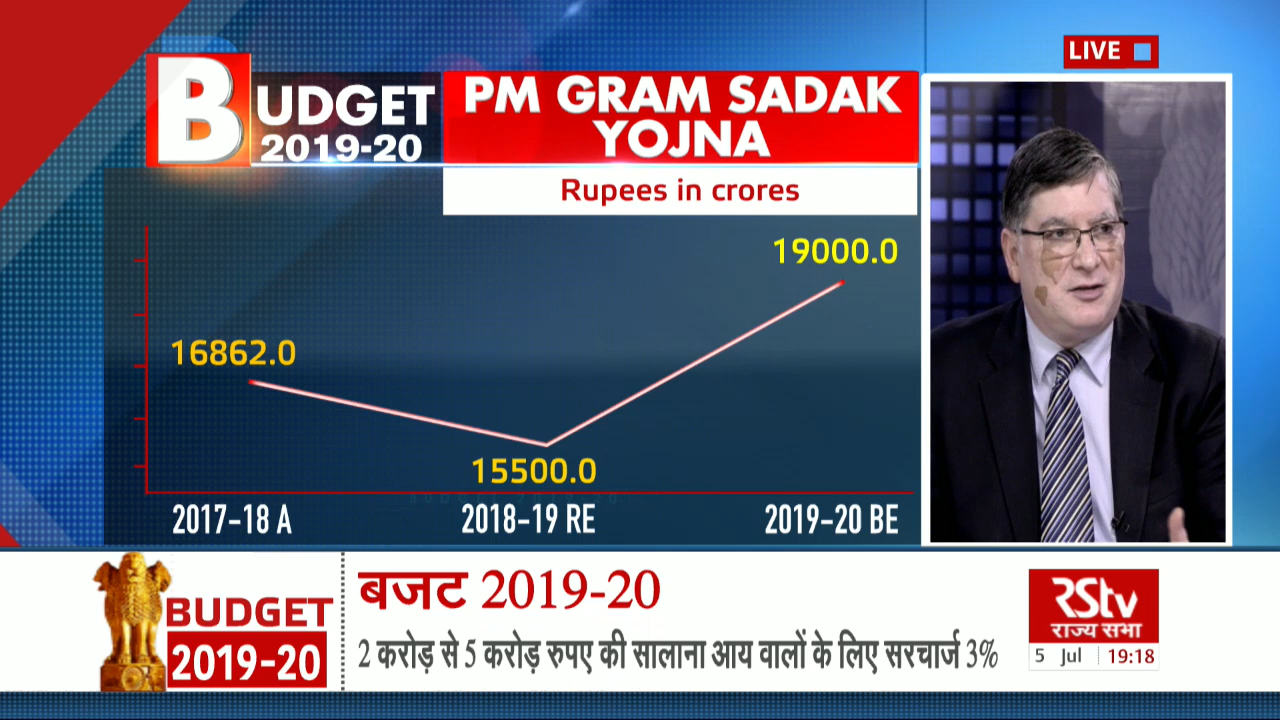 LIVE
BUDGET
2019-20
PM GRAM SADAK
YOJNA
Rupees in crores
19000.0
16862.0
15500.0
2017-18 A
2018-19 RE
2019-20 BE
BUDGET
2019-20
बजट 2019-20
2 करोड़ से 5 करोड़ रुपए की सालाना आय वालों के लिए सरचार्ज 3%
RStv
राज्य सभा
5 Jul 19:18